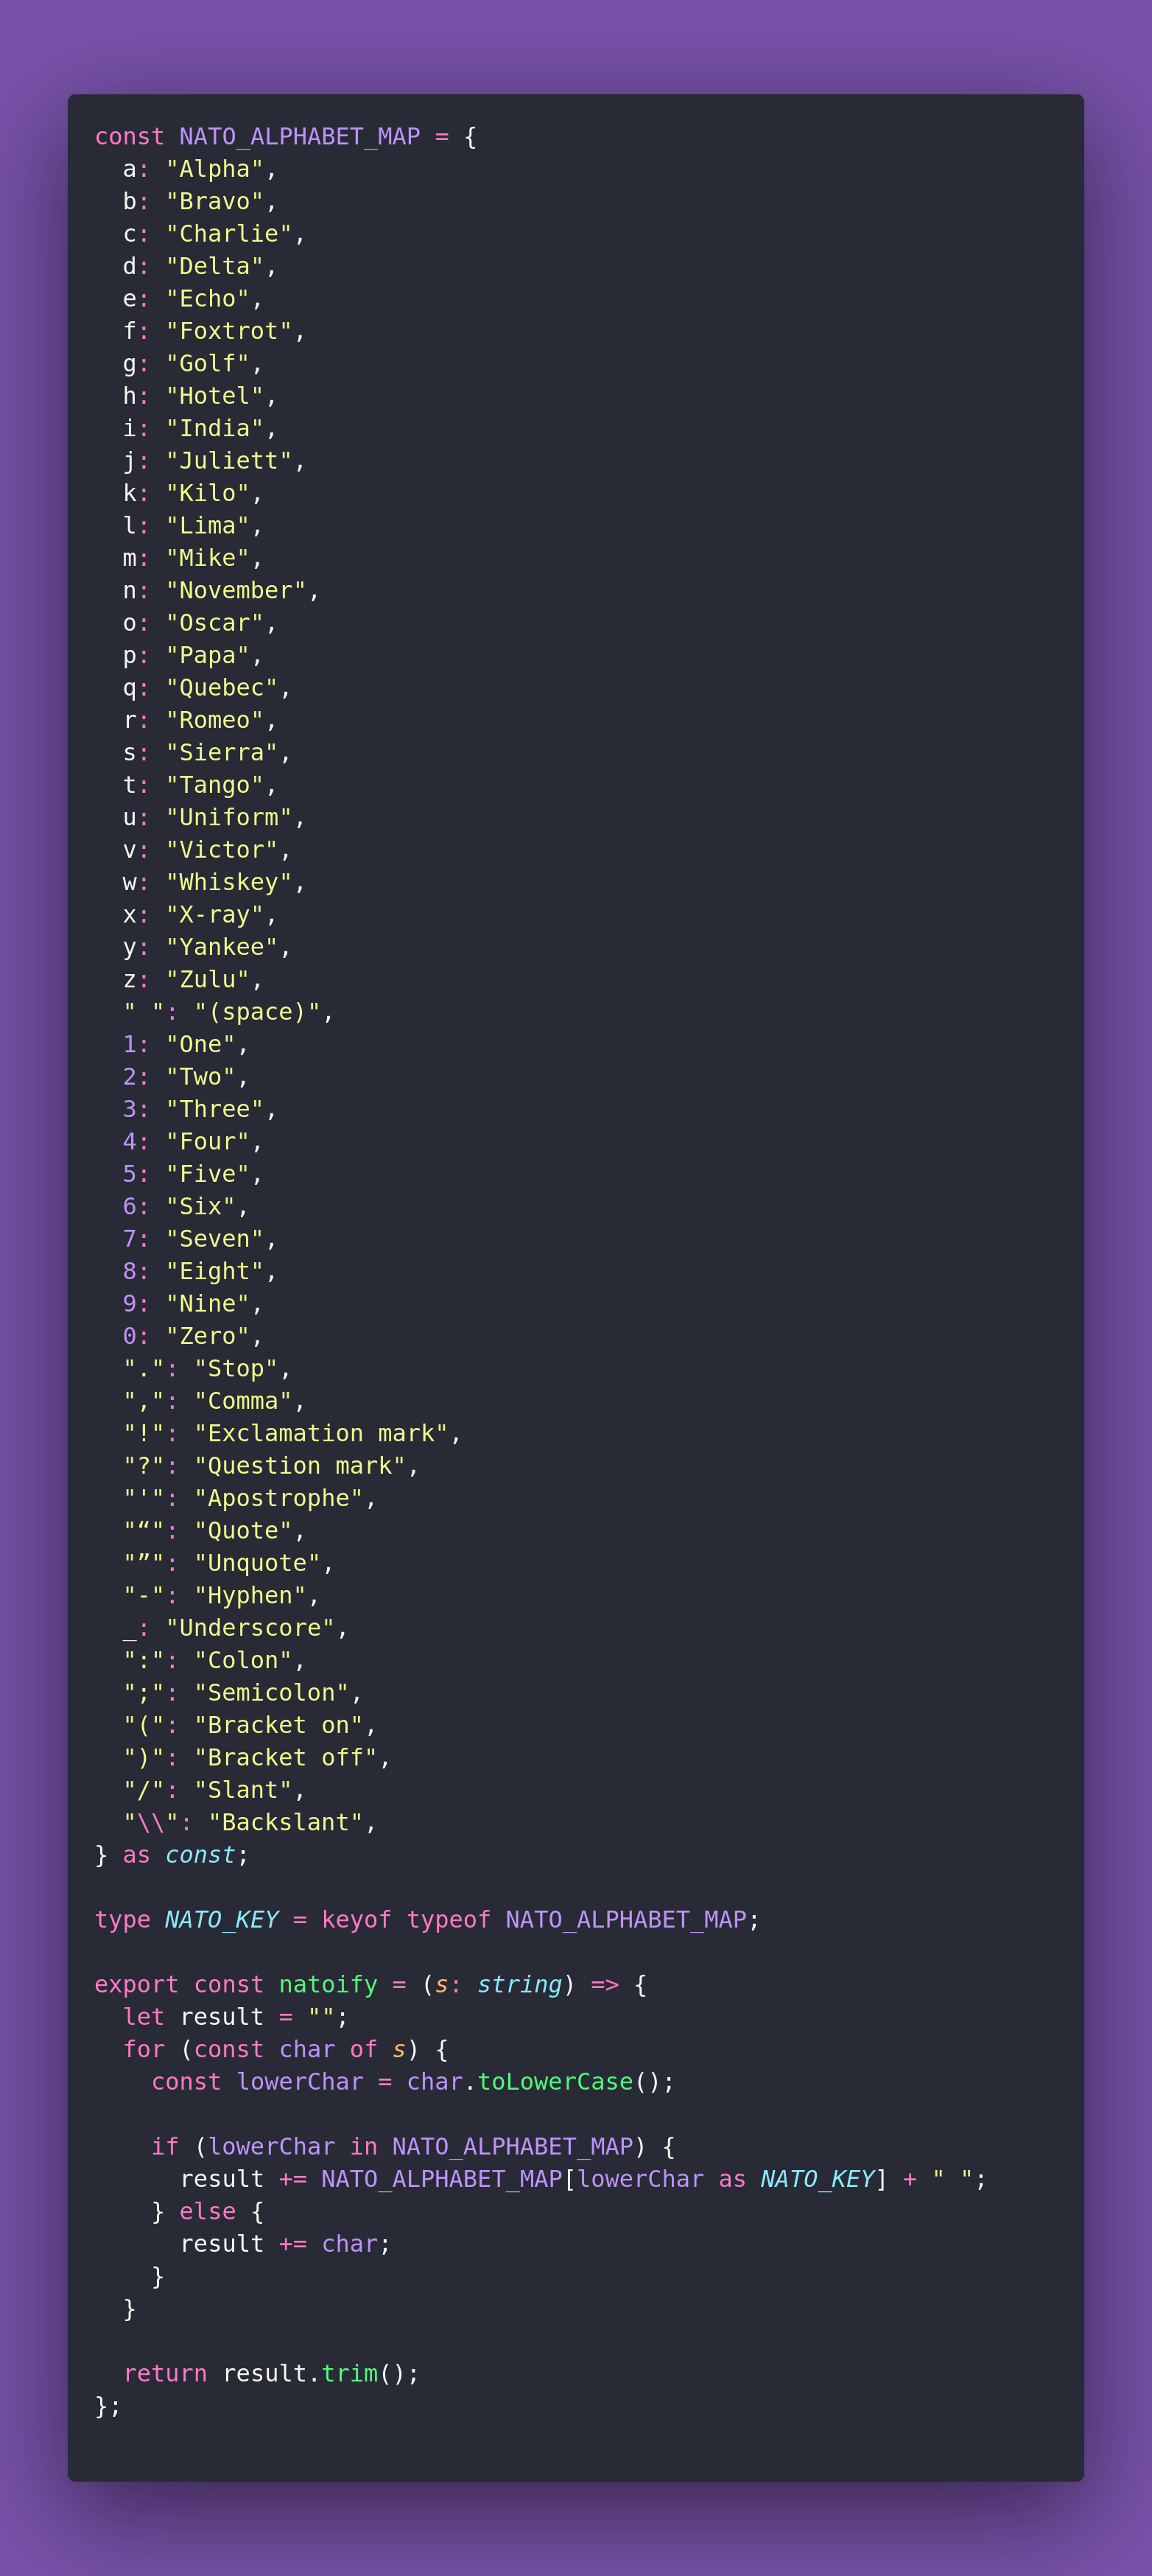 const NATO_ALPHABET_MAP = {
  a: "Alpha",
  b: "Bravo",
  c: "Charlie",
  d: "Delta",
  e: "Echo",
  f: "Foxtrot",
  g: "Golf",
  h: "Hotel",
  i: "India",
  j: "Juliett",
  k: "Kilo",
  l: "Lima",
  m: "Mike",
  n: "November",
  o: "Oscar",
  p: "Papa",
  q: "Quebec",
  r: "Romeo",
  s: "Sierra",
  t: "Tango",
  u: "Uniform",
  v: "Victor",
  w: "Whiskey",
  x: "X-ray",
  y: "Yankee",
  z: "Zulu",
  " ": "(space)",
  1: "One",
  2: "Two",
  3: "Three",
  4: "Four",
  5: "Five",
  6: "Six",
  7: "Seven",
  8: "Eight",
  9: "Nine",
  0: "Zero",
  ".": "Stop",
  ",": "Comma",
  "!": "Exclamation mark",
  "?": "Question mark",
  "'": "Apostrophe",
  "“": "Quote",
  "”": "Unquote",
  "-": "Hyphen",
  _: "Underscore",
  ":": "Colon",
  ";": "Semicolon",
  "(": "Bracket on",
  ")": "Bracket off",
  "/": "Slant",
  "\\": "Backslant",
} as const;

type NATO_KEY = keyof typeof NATO_ALPHABET_MAP;

export const natoify = (s: string) => {
  let result = "";
  for (const char of s) {
    const lowerChar = char.toLowerCase();

    if (lowerChar in NATO_ALPHABET_MAP) {
      result += NATO_ALPHABET_MAP[lowerChar as NATO_KEY] + " ";
    } else {
      result += char;
    }
  }

  return result.trim();
};